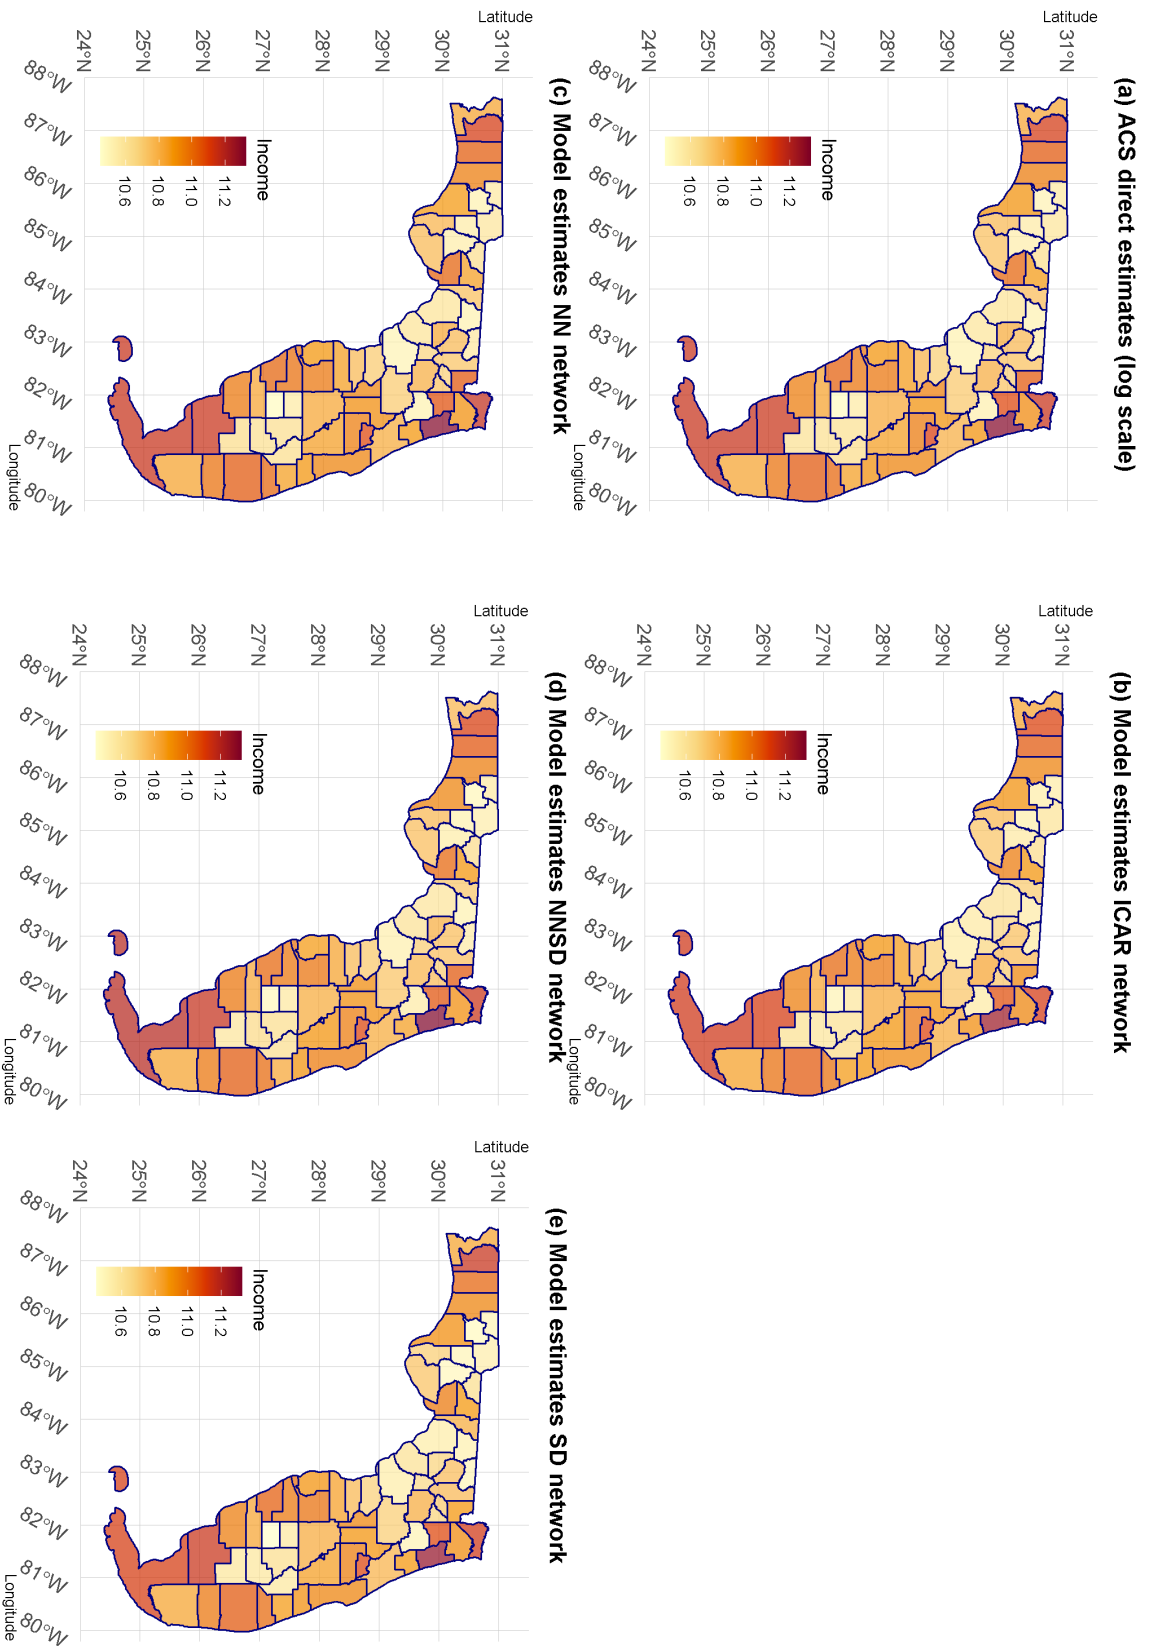 (a) ACS direct estimates (log scale)
Latitude
31°N
30°N
29°N
28°N
27°N
26°N
25°N
24°N
88°W
87°W
86°W
85°W
84°W
83°W
82°W
81°W
80°W
Longitude
Income
11.2
11.0
10.8
10.6
(b) Model estimates ICAR network
Latitude
31°N
30°N
29°N
28°N
27°N
26°N
25°N
24°N
88°W
87°W
86°W
85°W
84°W
83°W
82°W
81°W
80°W
Longitude
Income
11.2
11.0
10.8
10.6
(c) Model estimates NN network
Latitude
31°N
30°N
29°N
28°N
27°N
26°N
25°N
24°N
88°W
87°W
86°W
85°W
84°W
83°W
82°W
81°W
80°W
Longitude
Income
11.2
11.0
10.8
10.6
(d) Model estimates NNSD network
Latitude
31°N
30°N
29°N
28°N
27°N
26°N
25°N
24°N
88°W
87°W
86°W
85°W
84°W
83°W
82°W
81°W
80°W
Longitude
Income
11.2
11.0
10.8
10.6
(e) Model estimates SD network
Latitude
31°N
30°N
29°N
28°N
27°N
26°N
25°N
24°N
88°W
87°W
86°W
85°W
84°W
83°W
82°W
81°W
80°W
Longitude
Income
11.2
11.0
10.8
10.6